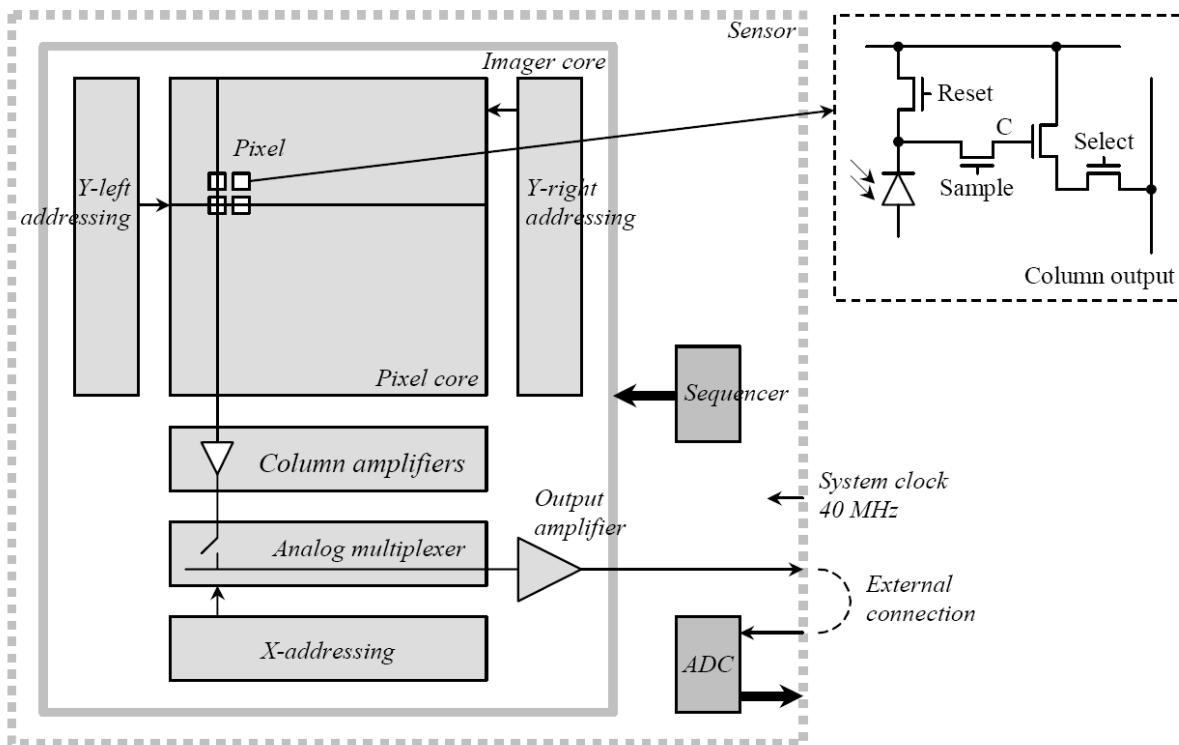 Sensor
Imager core
Pixel
Y-left
addressing
Y-right
addressing
Pixel core
Sequencer
Column amplifiers
Output
amplifier
System clock
40 MHz
Analog multiplexer
External
connection
X-addressing
ADC
Reset
C
Select
Sample
Column output